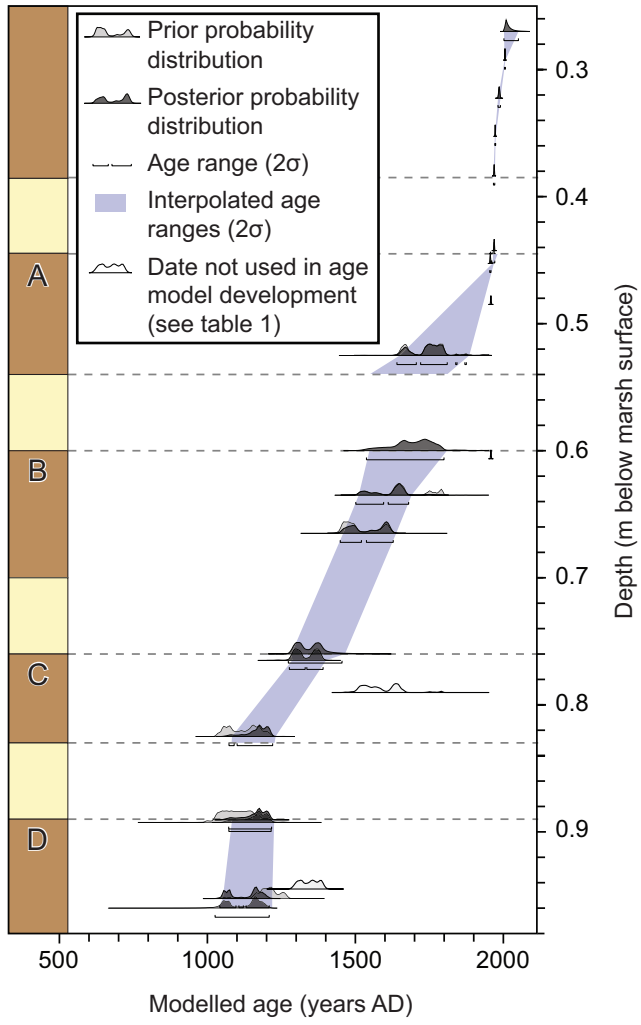 Prior probability
distribution
Posterior probability
distribution
Age range (2σ)
Interpolated age
ranges (2σ)
Date not used in age
model development
(see table 1)
A
B
C
D
0.3
0.4
0.5
0.6
0.7
0.8
0.9
Depth (m below marsh surface)
500 1000 1500 2000
Modelled age (years AD)